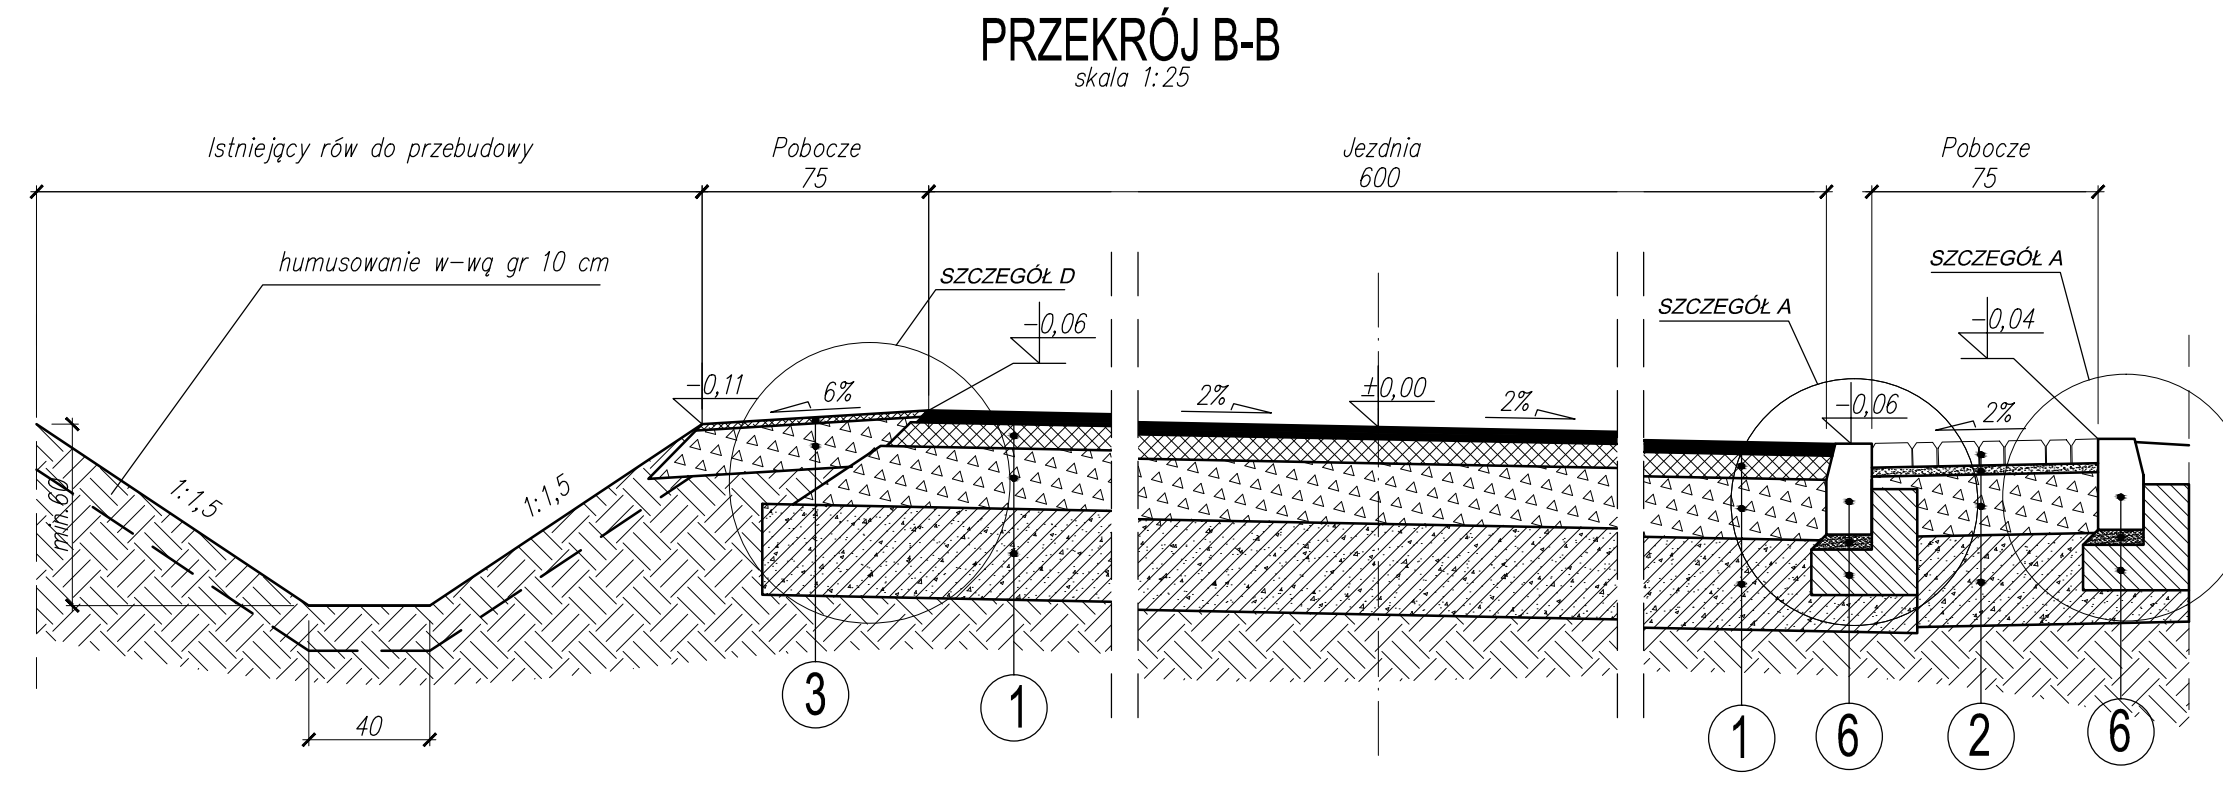 PRZEKRÓJ B-B
skala 1:25
Istniejący rów do przebudowy
Pobocze
75
Jezdnia
600
Pobocze
75
humusowanie w-wą gr 10 cm
SZCZEGÓŁ D
SZCZEGÓŁ A
SZCZEGÓŁ A
-0,06
-0,04
-0,11
6%
2%
±0,00
2%
-0,06
2%
min.60
1:1,5
1:1,5
40
3
1
1
6
2
6